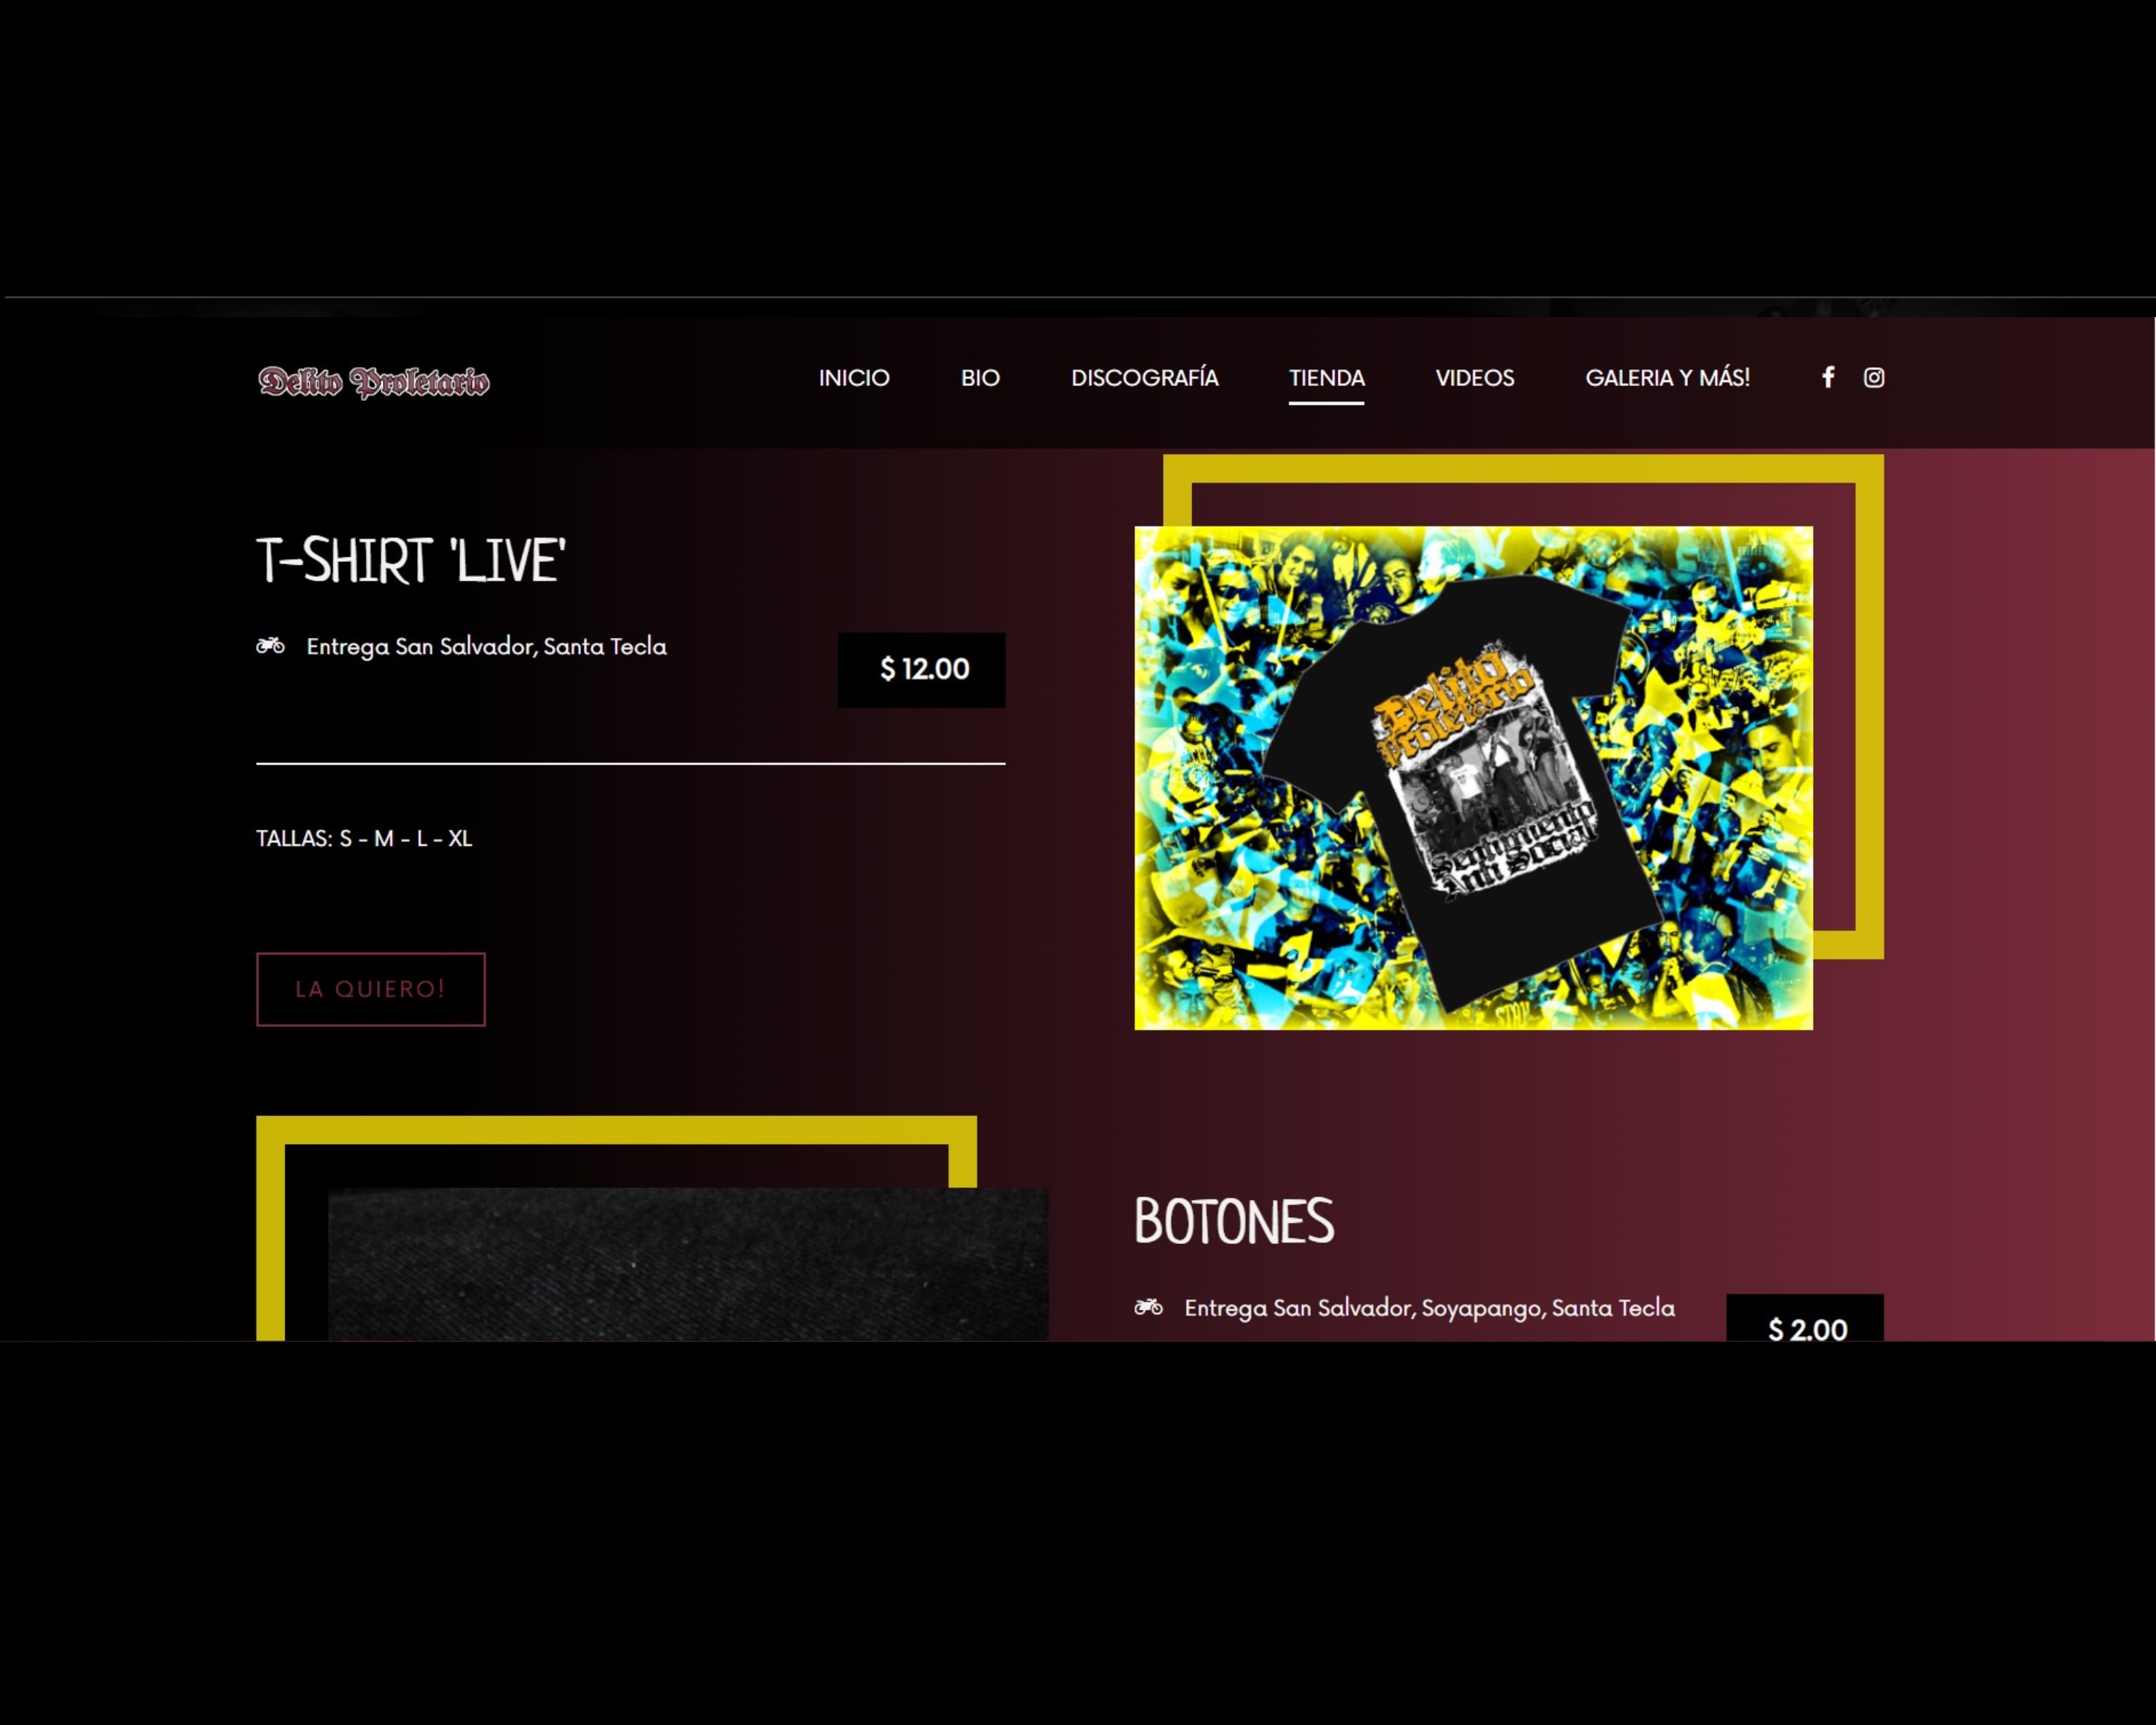 Delito Proletario
INICIO BIO DISCOGRAFÍA TIENDA VIDEOS GALERIA Y MÁS!
T-SHIRT 'LIVE'
Entrega San Salvador, Santa Tecla
$ 12.00
TALLAS: S - M - L - XL
LA QUIERO!
Delito
Proletario
Sentimiento
Anti Social
BOTONES
Entrega San Salvador, Soyapango, Santa Tecla
$ 2.00